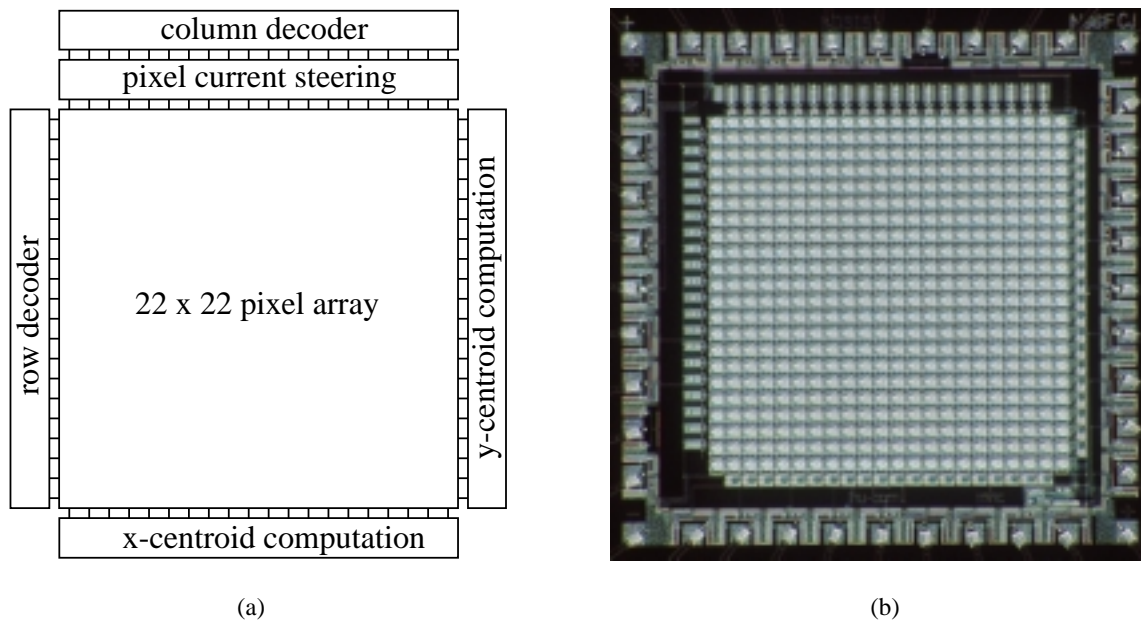 column decoder
pixel current steering
row decoder
22 x 22 pixel array
y-centroid computation
x-centroid computation
(a)
(b)